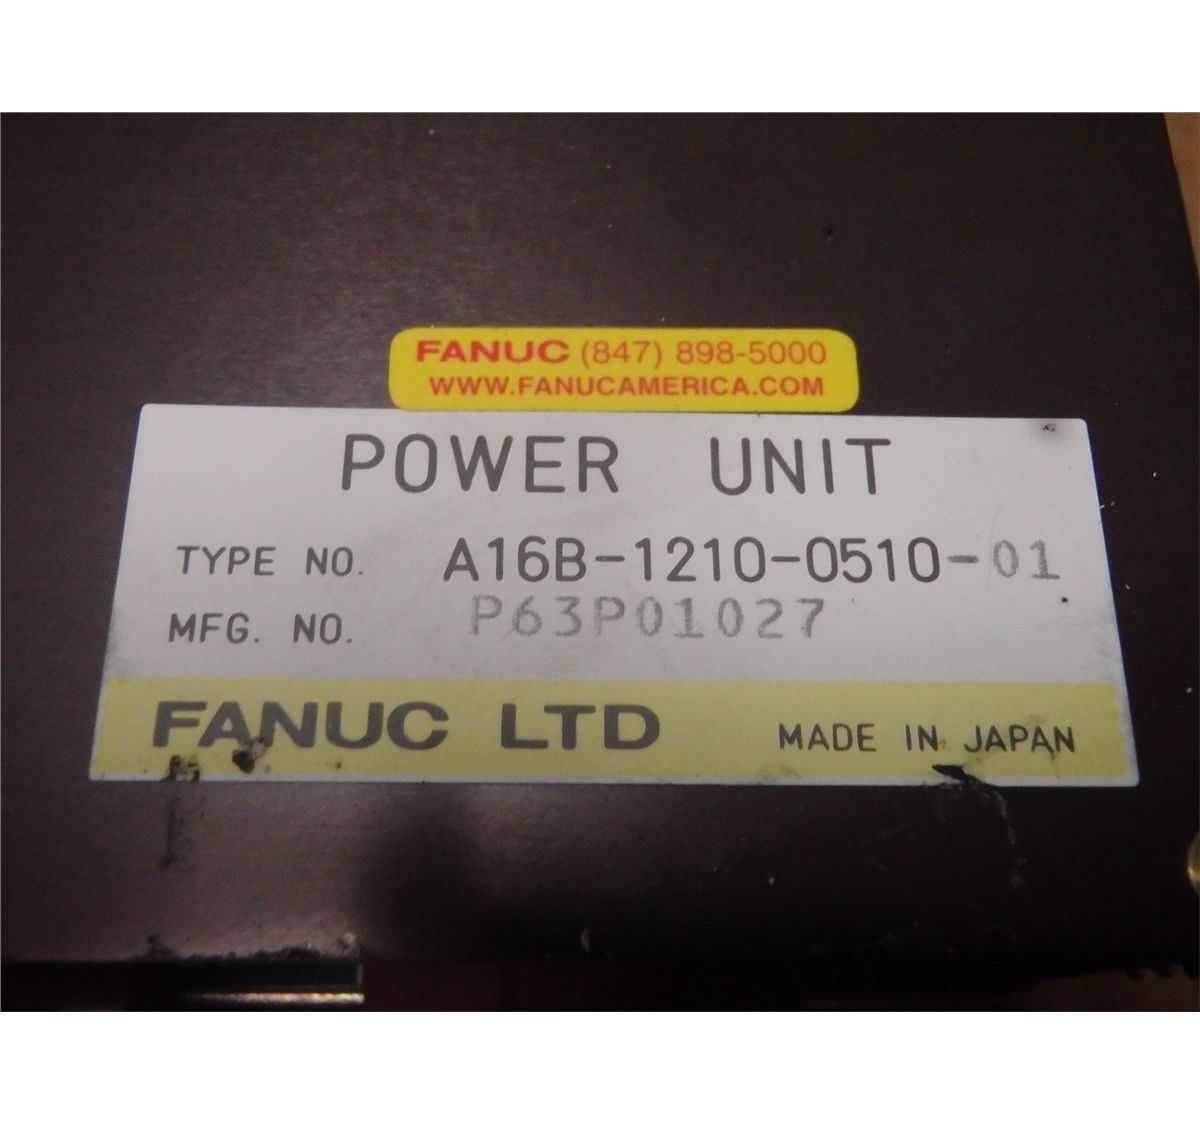 FANUC (847) 898-5000
WWW.FANUCAMERICA.COM
POWER UNIT
TYPE NO. A16B-1210-0510-01
MFG. NO. P63P01027
FANUC LTD MADE IN JAPAN